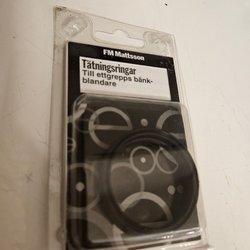 FM Mattsson
Tätningsringar
Till ettgrepps bänk-
blandare